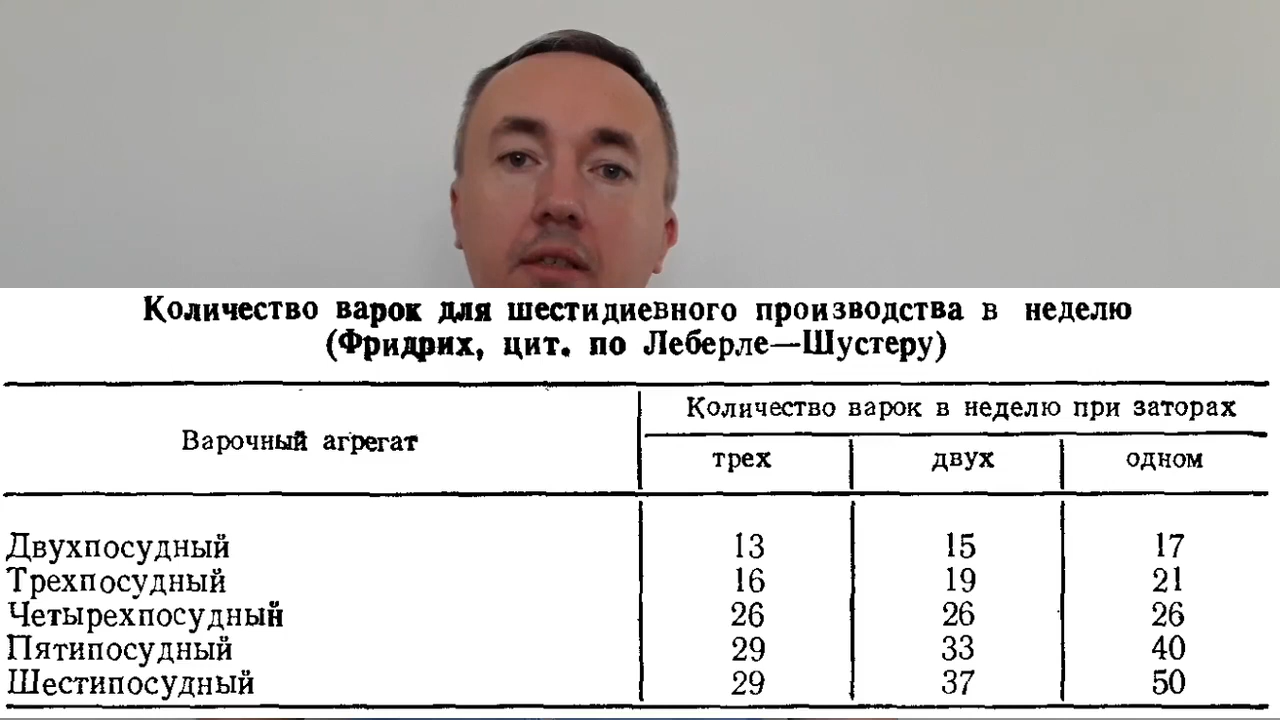 Количество варок для шестидиевного производства в неделю
(Фридрих, цит. по Леберле—Шустеру)
Варочный агрегат
Количество варок в неделю при заторах
трех двух одном
Двухпосудный 13 15 17
Трехпосудный 16 19 21
Четырехпосудный 26 26 26
Пятипосудный 29 33 40
Шестипосудный 29 37 50